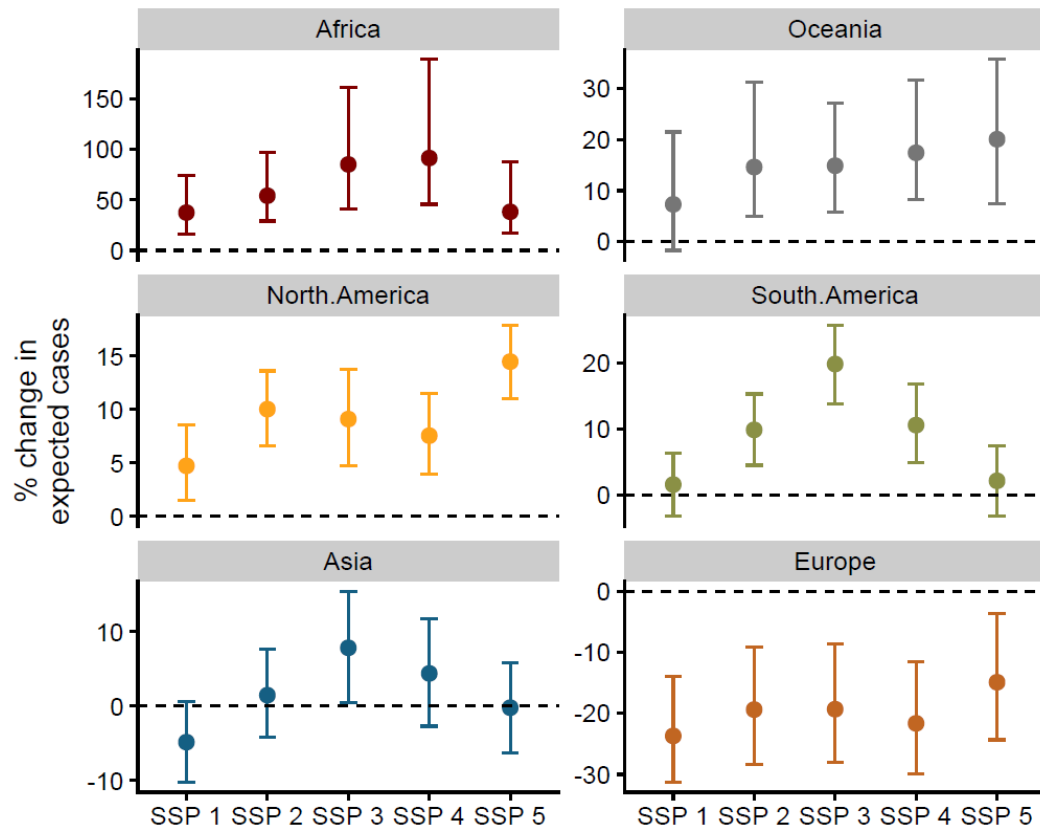 Africa
Oceania
150
100
50
0
30
20
10
0
North.America
South.America
15
10
5
0
20
10
0
% change in
expected cases
Asia
Europe
10
0
-10
0
-10
-20
-30
SSP 1 SSP 2 SSP 3 SSP 4 SSP 5
SSP 1 SSP 2 SSP 3 SSP 4 SSP 5